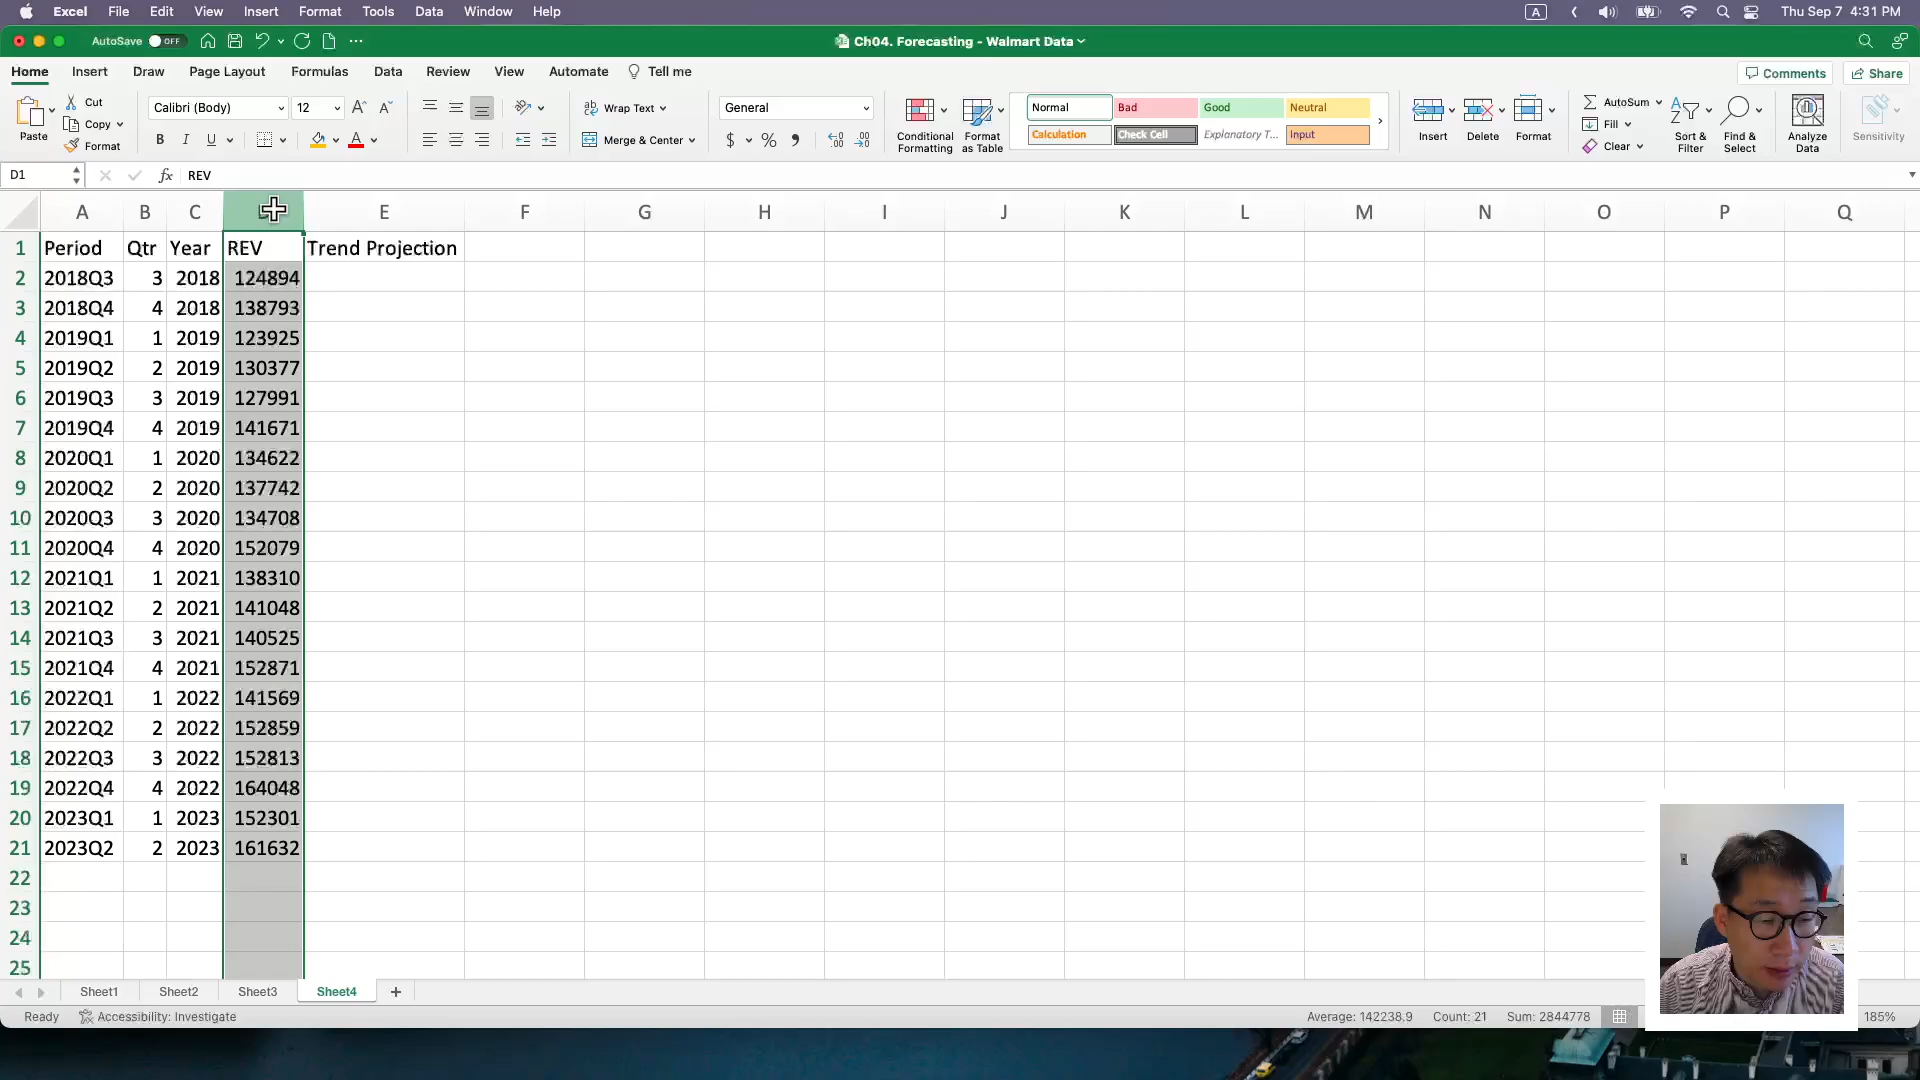 Excel File Edit View Insert Format Tools Data Window Help A Thu Sep 7 4:31 PM
AutoSave OFF Ch04. Forecasting - Walmart Data
Home Insert Draw Page Layout Formulas Data Review View Automate Tell me Comments Share
Paste Cut Copy Format
Calibri (Body) 12 A A
B I U A
Wrap Text
Merge & Center
General
$ %
Conditional Formatting
Format as Table
Normal Bad Good Neutral
Calculation Check Cell Explanatory T... Input
Insert Delete Format
AutoSum
Fill
Clear
Sort & Filter
Find & Select
Analyze Data
Sensitivity
D1 fx REV
A B C E F G H I J K L M N O P Q
1 Period Qtr Year REV Trend Projection
2 2018Q3 3 2018 124894
3 2018Q4 4 2018 138793
4 2019Q1 1 2019 123925
5 2019Q2 2 2019 130377
6 2019Q3 3 2019 127991
7 2019Q4 4 2019 141671
8 2020Q1 1 2020 134622
9 2020Q2 2 2020 137742
10 2020Q3 3 2020 134708
11 2020Q4 4 2020 152079
12 2021Q1 1 2021 138310
13 2021Q2 2 2021 141048
14 2021Q3 3 2021 140525
15 2021Q4 4 2021 152871
16 2022Q1 1 2022 141569
17 2022Q2 2 2022 152859
18 2022Q3 3 2022 152813
19 2022Q4 4 2022 164048
20 2023Q1 1 2023 152301
21 2023Q2 2 2023 161632
22
23
24
25
Sheet1 Sheet2 Sheet3 Sheet4 +
Ready Accessibility: Investigate Average: 142238.9 Count: 21 Sum: 2844778 185%